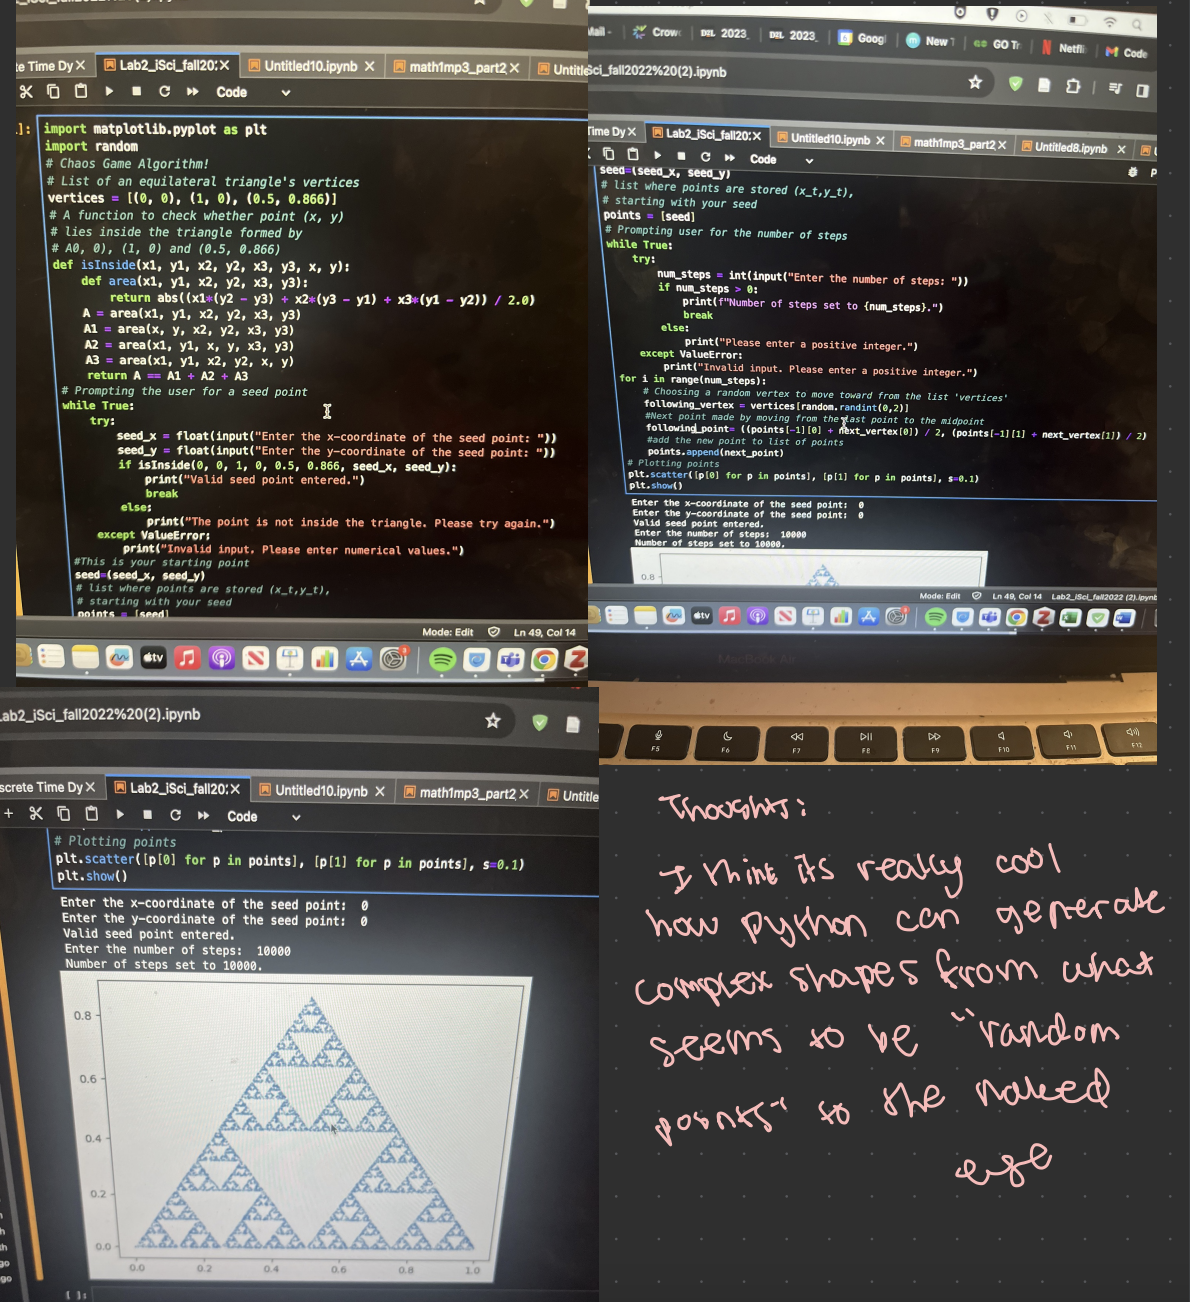 Lab2_iSci_fall20
Untitled10.ipynb
math1mp3_part2
Code
import matplotlib.pyplot as plt
import random
# Chaos Game Algorithm!
# List of an equilateral triangle's vertices
vertices = [(0, 0), (1, 0), (0.5, 0.866)]
# A function to check whether point (x, y)
# lies inside the triangle formed by
# A0, 0), (1, 0) and (0.5, 0.866)
def isInside(x1, y1, x2, y2, x3, y3, x, y):
def area(x1, y1, x2, y2, x3, y3):
return abs((x1*(y2 - y3) + x2*(y3 - y1) + x3*(y1 - y2)) / 2.0)
A = area(x1, y1, x2, y2, x3, y3)
A1 = area(x, y, x2, y2, x3, y3)
A2 = area(x1, y1, x, y, x3, y3)
A3 = area(x1, y1, x2, y2, x, y)
return A == A1 + A2 + A3
# Prompting the user for a seed point
while True:
try:
seed_x = float(input("Enter the x-coordinate of the seed point: "))
seed_y = float(input("Enter the y-coordinate of the seed point: "))
if isInside(0, 0, 1, 0, 0.5, 0.866, seed_x, seed_y):
print("Valid seed point entered.")
break
else:
print("The point is not inside the triangle. Please try again.")
except ValueError:
print("Invalid input. Please enter numerical values.")
#This is your starting point
seed=(seed_x, seed_y)
# list where points are stored (x_t,y_t),
# starting with your seed
points = [seed]
Mode: Edit Ln 49, Col 14
tv
Mail - Crow D2L 2023_ D2L 2023_ Googl New T GO Tr Netfli Code
Sci_fall2022%20(2).ipynb
Time Dy Lab2_iSci_fall20 Untitled10.ipynb math1mp3_part2 Untitled8.ipynb
Code
seed=(seed_x, seed_y)
# list where points are stored (x_t,y_t),
# starting with your seed
points = [seed]
# Prompting user for the number of steps
while True:
try:
num_steps = int(input("Enter the number of steps: "))
if num_steps > 0:
print(f"Number of steps set to {num_steps}.")
break
else:
print("Please enter a positive integer.")
except ValueError:
print("Invalid input. Please enter a positive integer.")
for i in range(num_steps):
# Choosing a random vertex to move toward from the list 'vertices'
following_vertex = vertices[random.randint(0,2)]
#Next point made by moving from the last point to the midpoint
following_point= ((points[-1][0] + next_vertex[0]) / 2, (points[-1][1] + next_vertex[1]) / 2)
#add the new point to list of points
points.append(next_point)
# Plotting points
plt.scatter([p[0] for p in points], [p[1] for p in points], s=0.1)
plt.show()
Enter the x-coordinate of the seed point: 0
Enter the y-coordinate of the seed point: 0
Valid seed point entered.
Enter the number of steps: 10000
Number of steps set to 10000.
0.8
Mode: Edit Ln 49, Col 14 Lab2_iSci_fall2022 (2).ipynb
tv
MacBook Air
F5 F6 F7 F8 F9 F10 F11 F12
Lab2_iSci_fall2022%20(2).ipynb
screte Time Dy Lab2_iSci_fall20 Untitled10.ipynb math1mp3_part2 Untitle
Code
# Plotting points
plt.scatter([p[0] for p in points], [p[1] for p in points], s=0.1)
plt.show()
Enter the x-coordinate of the seed point: 0
Enter the y-coordinate of the seed point: 0
Valid seed point entered.
Enter the number of steps: 10000
Number of steps set to 10000.
0.8
0.6
0.4
0.2
0.0
0.0 0.2 0.4 0.6 0.8 1.0
[ ]:
Thoughts:
I think its really cool
how python can generate
complex shapes from what
seems to be "random
points" to the naked
eye